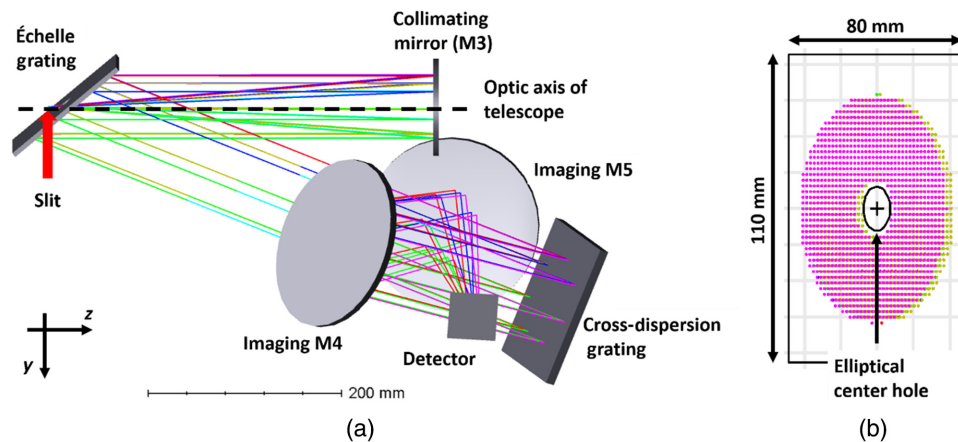 Échelle
grating
Collimating
mirror (M3)
Optic axis of
telescope
Slit
Imaging M5
z
y
Imaging M4
Detector
Cross-dispersion
grating
200 mm
(a)
80 mm
110 mm
Elliptical
center hole
(b)